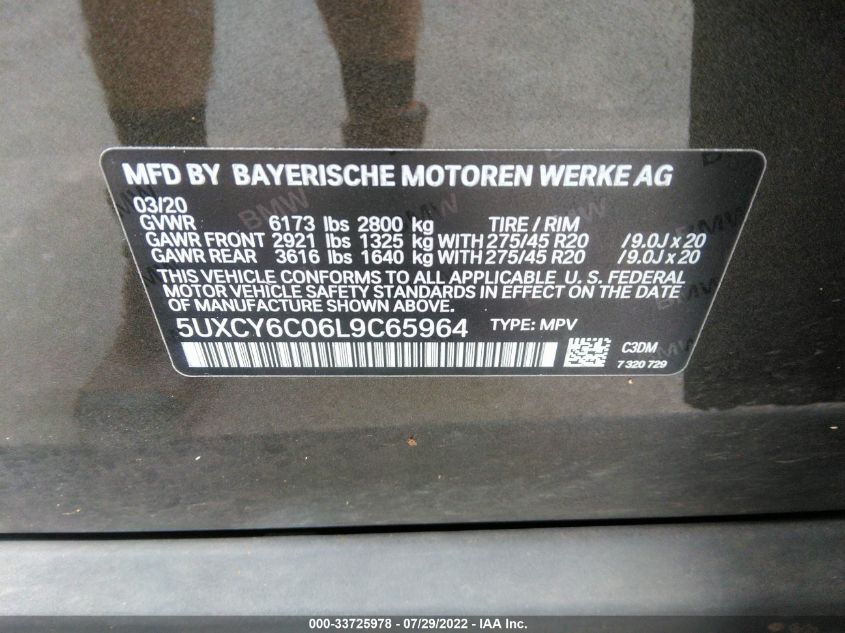 MFD BY BAYERISCHE MOTOREN WERKE AG
03/20
GVWR 6173 lbs 2800 kg TIRE / RIM
GAWR FRONT 2921 lbs 1325 kg WITH 275/45 R20 /9.0J x 20
GAWR REAR 3616 lbs 1640 kg WITH 275/45 R20 /9.0J x 20
THIS VEHICLE CONFORMS TO ALL APPLICABLE U. S. FEDERAL
MOTOR VEHICLE SAFETY STANDARDS IN EFFECT ON THE DATE
OF MANUFACTURE SHOWN ABOVE.
5UXCY6C06L9C65964 TYPE: MPV
C3DM
7 320 729
000-33725978 / 07/29/2022 - IAA Inc.